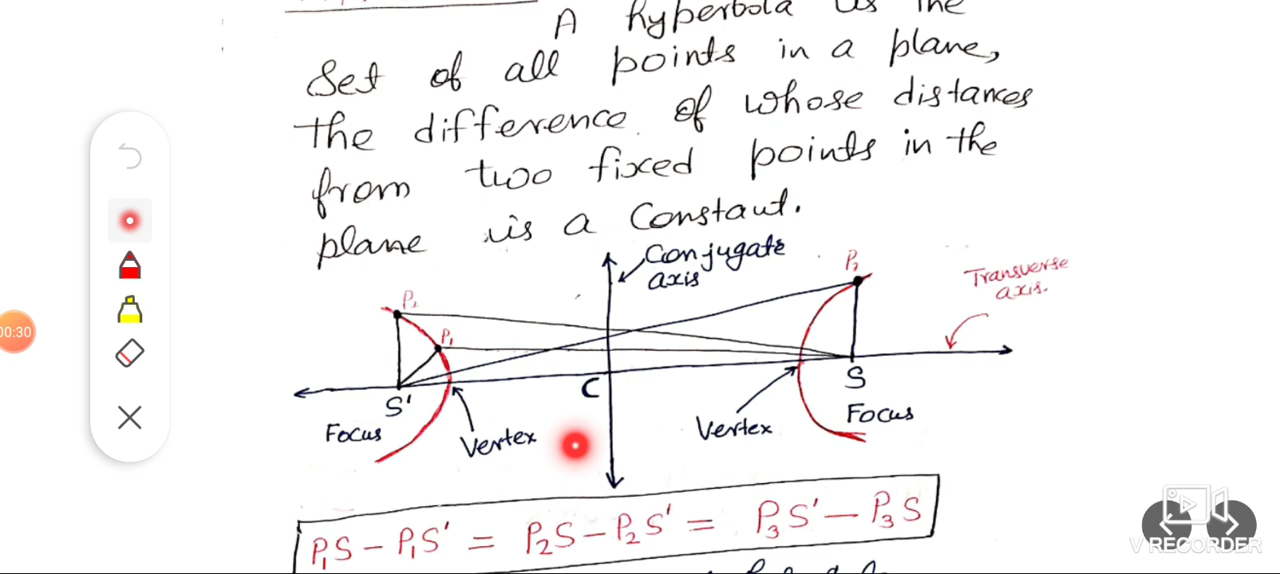 A hyperbola is the
Set of all points in a plane,
the difference of whose distances
from two fixed points in the
plane is a Constant.
Conjugate
axis
P₂
Transverse
axis.
P₁
00:30
C
S'
S
Focus
Vertex
Vertex
Focus
P₁S - P₁S' = P₂S - P₂S' = P₃S' - P₃S
V RECORDER